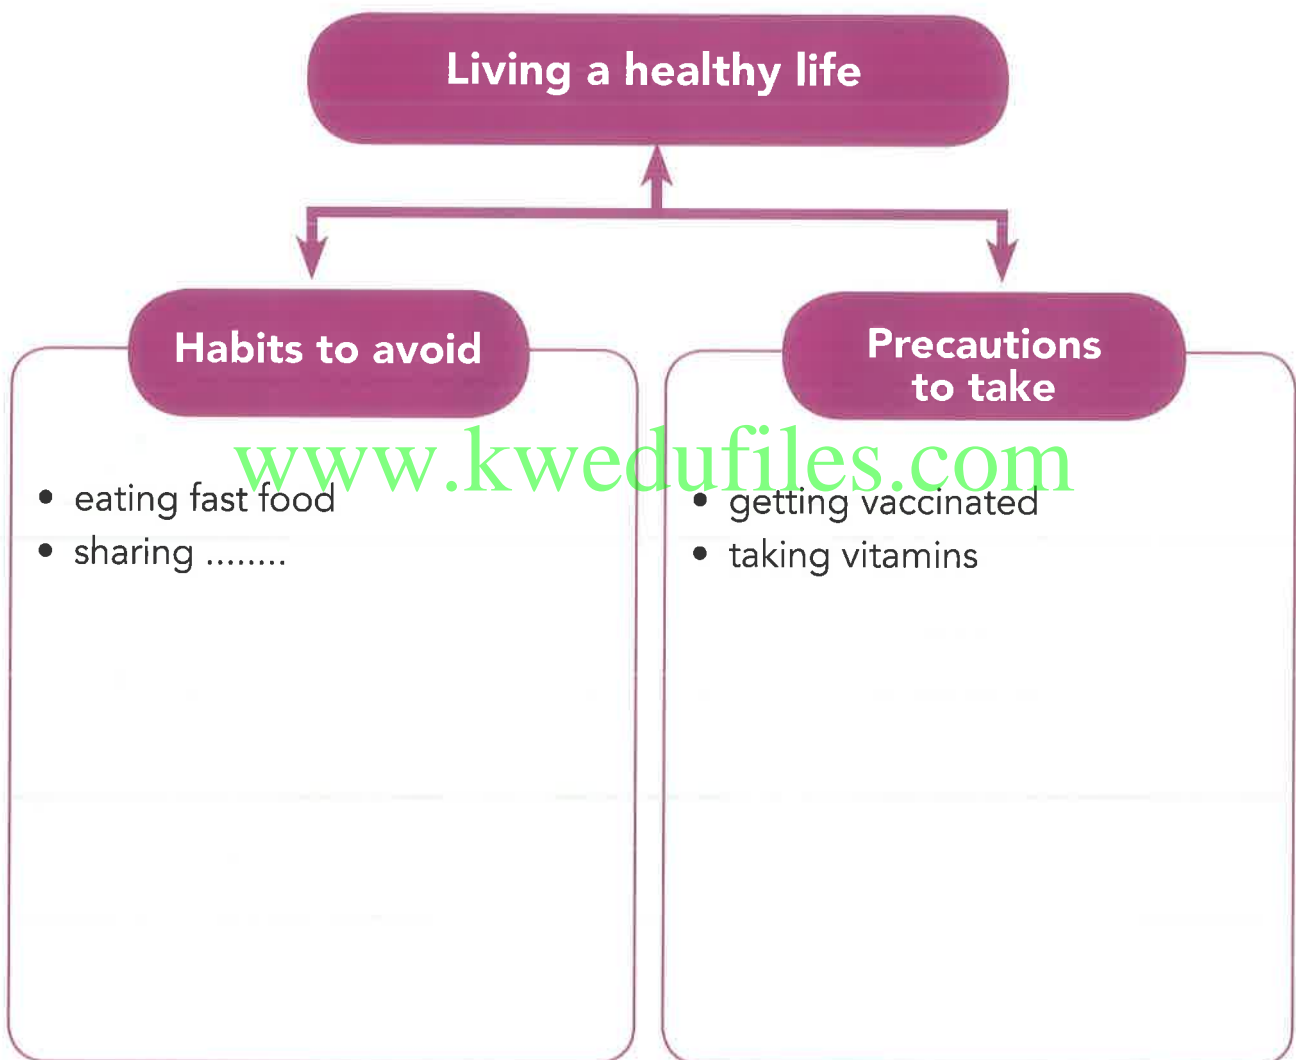 Living a healthy life
Habits to avoid
• eating fast food
• sharing ........
Precautions
to take
• getting vaccinated
• taking vitamins
www.kwedufiles.com